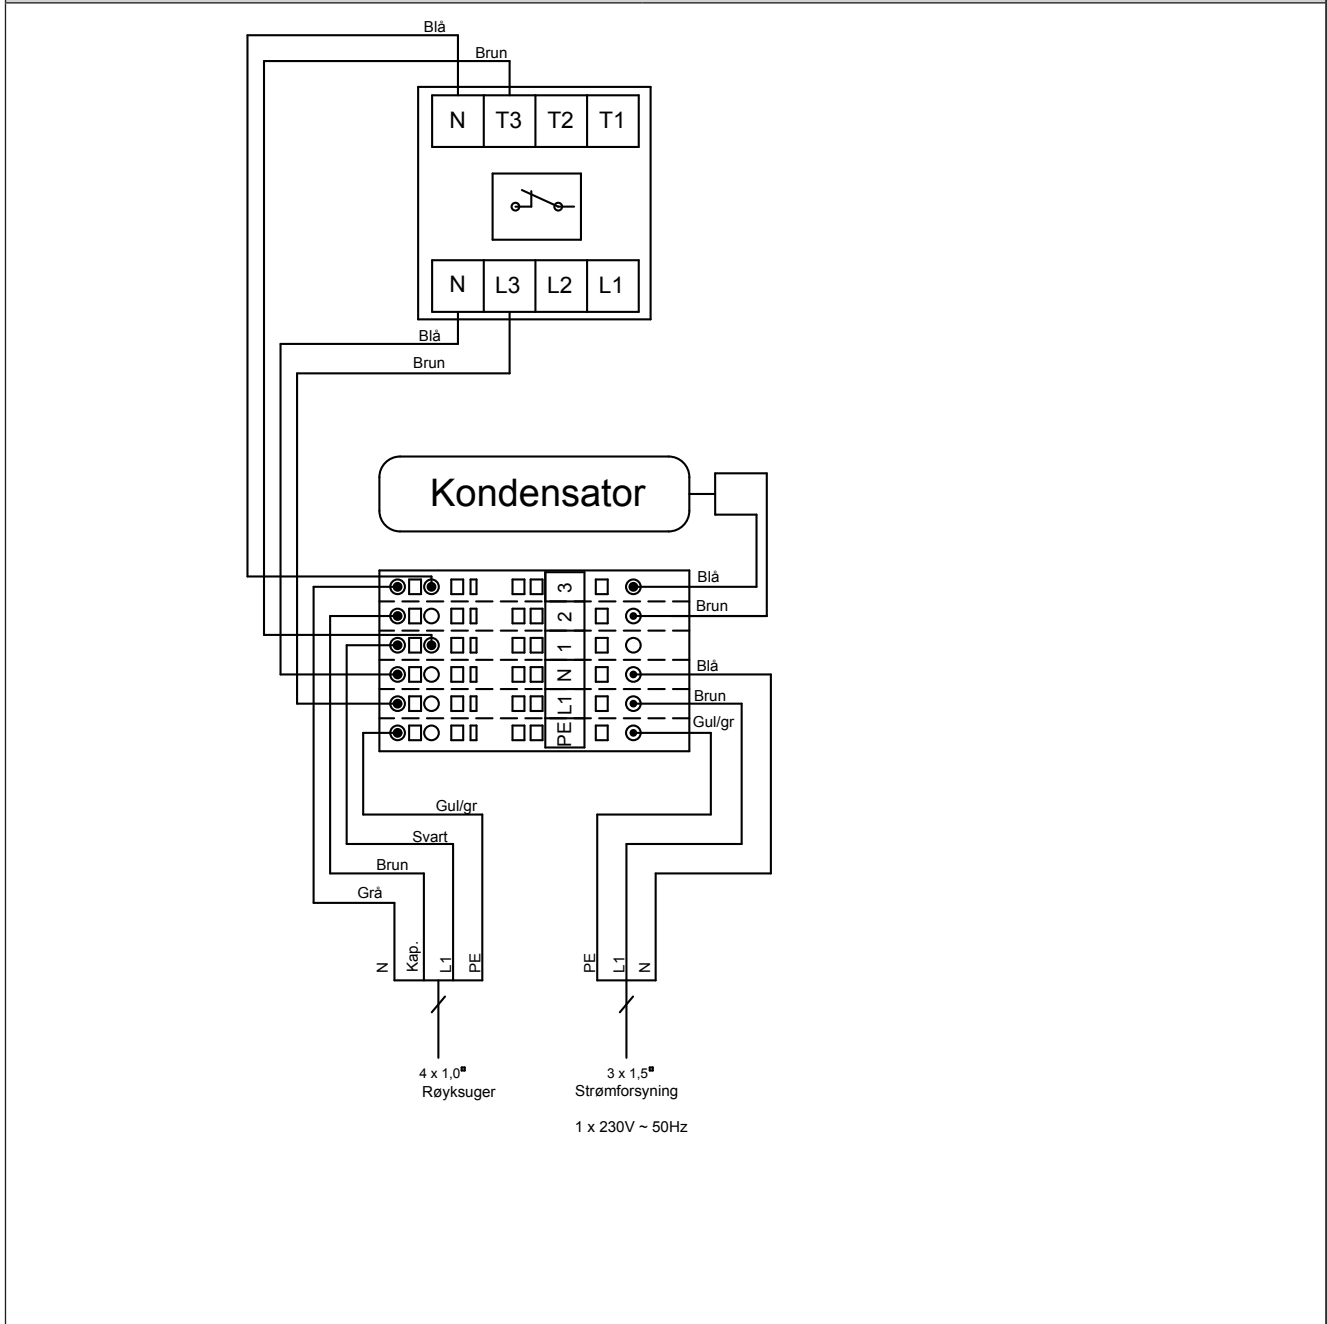 Blå
Brun
N T3 T2 T1
N L3 L2 L1
Blå
Brun
Kondensator
3 Blå
2 Brun
1
N Blå
L1 Brun
PE Gul/gr
Gul/gr
Svart
Brun
Grå
N Kap. L1 PE PE L1 N
4 x 1,0¤ 3 x 1,5¤
Røyksuger Strømforsyning
1 x 230V ~ 50Hz